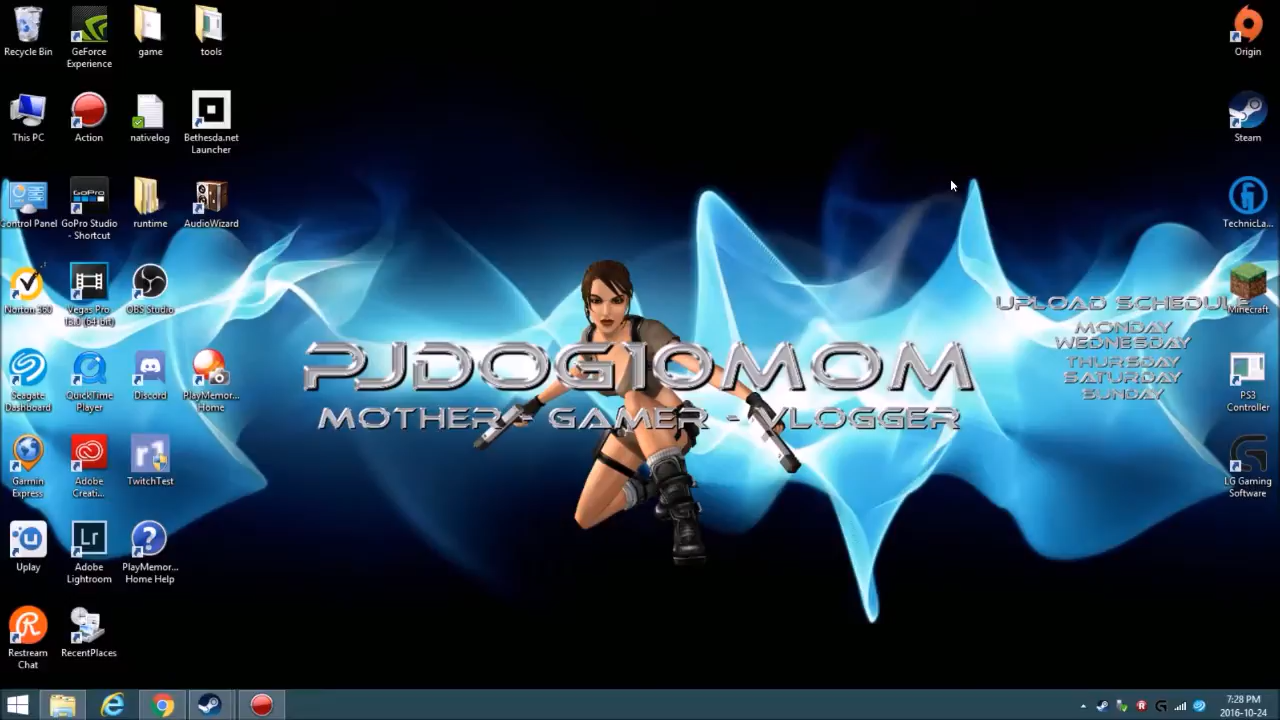 Recycle Bin
GeForce
Experience
game
tools
Origin
This PC
Action
nativelog
Bethesda.net
Launcher
Steam
Control Panel
GoPro
GoPro Studio
- Shortcut
runtime
AudioWizard
TechnicLa...
Norton 360
Vegas Pro
13.0 (64-bit)
OBS Studio
UPLOAD SCHEDULE
MONDAY
WEDNESDAY
THURSDAY
SATURDAY
SUNDAY
Minecraft
Seagate
Dashboard
QuickTime
Player
Discord
PlayMemor...
Home
PJDOG10MOM
MOTHER - GAMER - VLOGGER
PS3
Controller
Garmin
Express
Adobe
Creati...
TwitchTest
LG Gaming
Software
Uplay
Lr
Adobe
Lightroom
PlayMemor...
Home Help
Restream
Chat
RecentPlaces
7:28 PM
2016-10-24